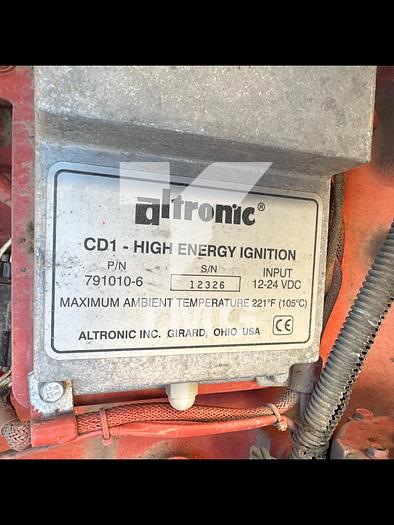 altronic®
CD1 - HIGH ENERGY IGNITION
P/N S/N INPUT
791010-6 12326 12-24 VDC
MAXIMUM AMBIENT TEMPERATURE 221°F (105°C)
ALTRONIC INC. GIRARD, OHIO USA CE